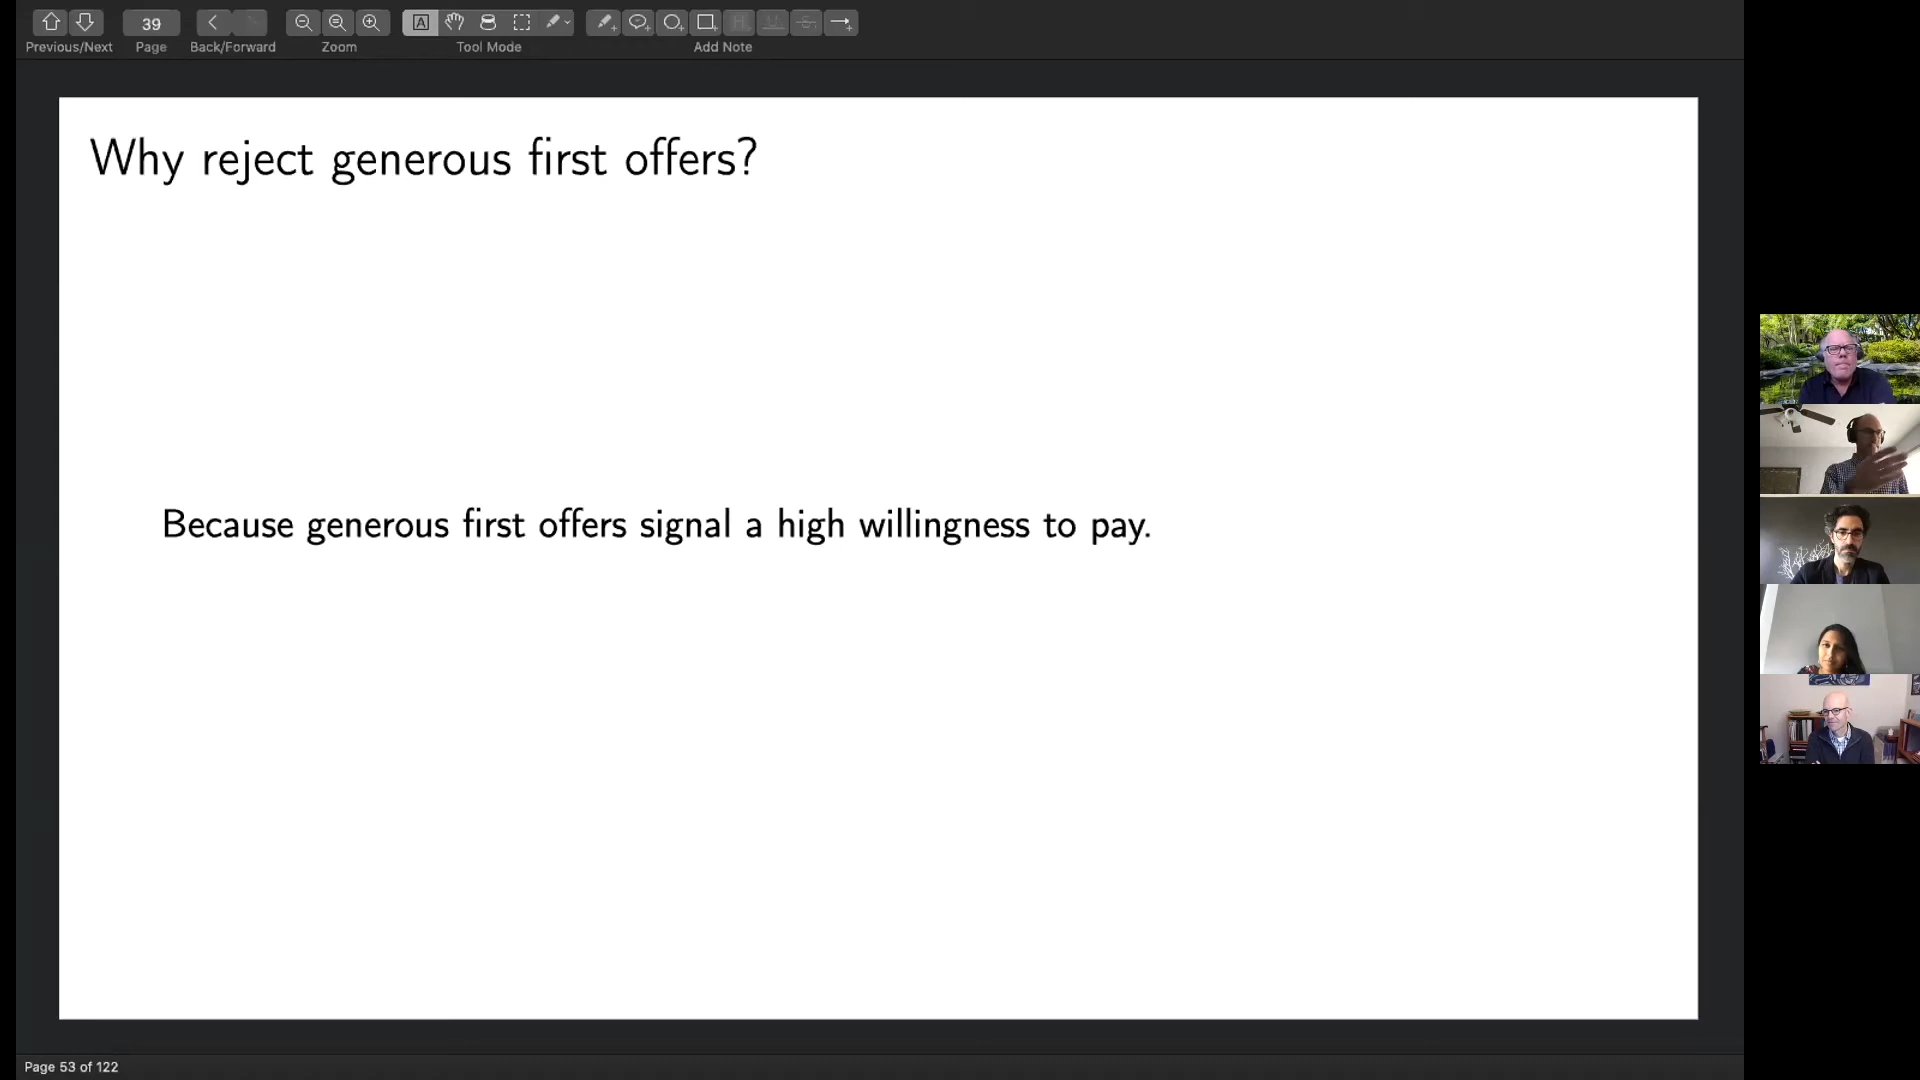 39
Previous/Next
Page
Back/Forward
Zoom
Tool Mode
Add Note
Why reject generous first offers?
Because generous first offers signal a high willingness to pay.
Page 53 of 122